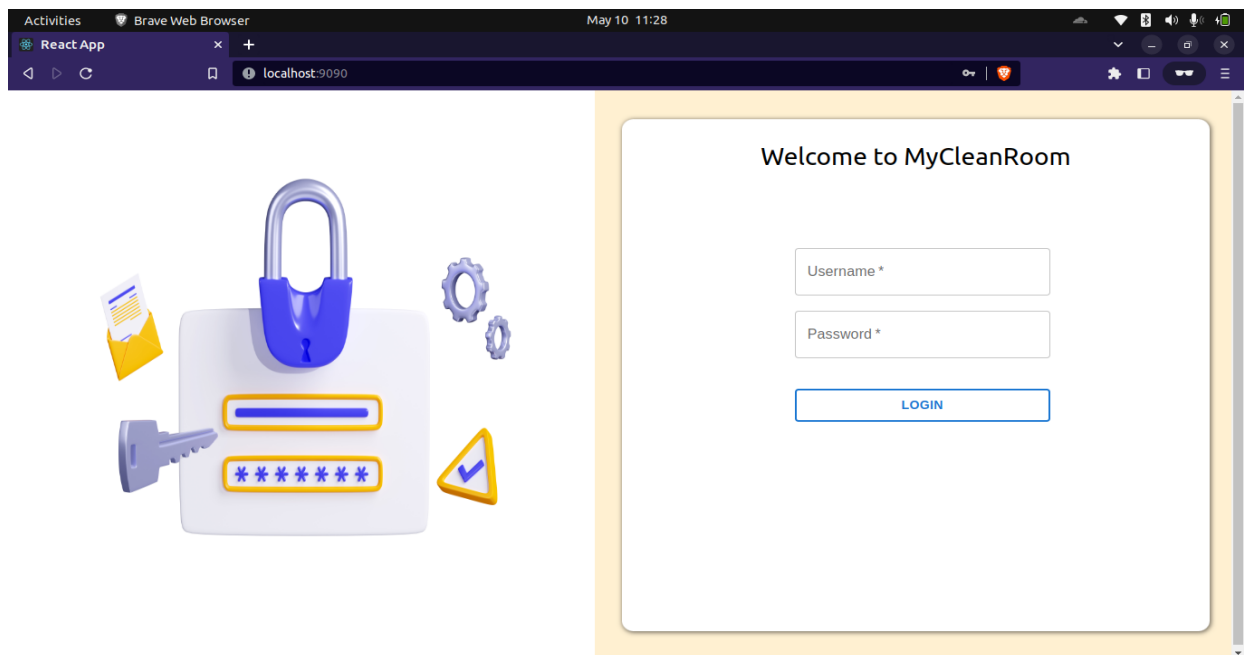 Activities Brave Web Browser May 10 11:28
React App
localhost:9090
Welcome to MyCleanRoom
Username *
Password *
LOGIN
*******